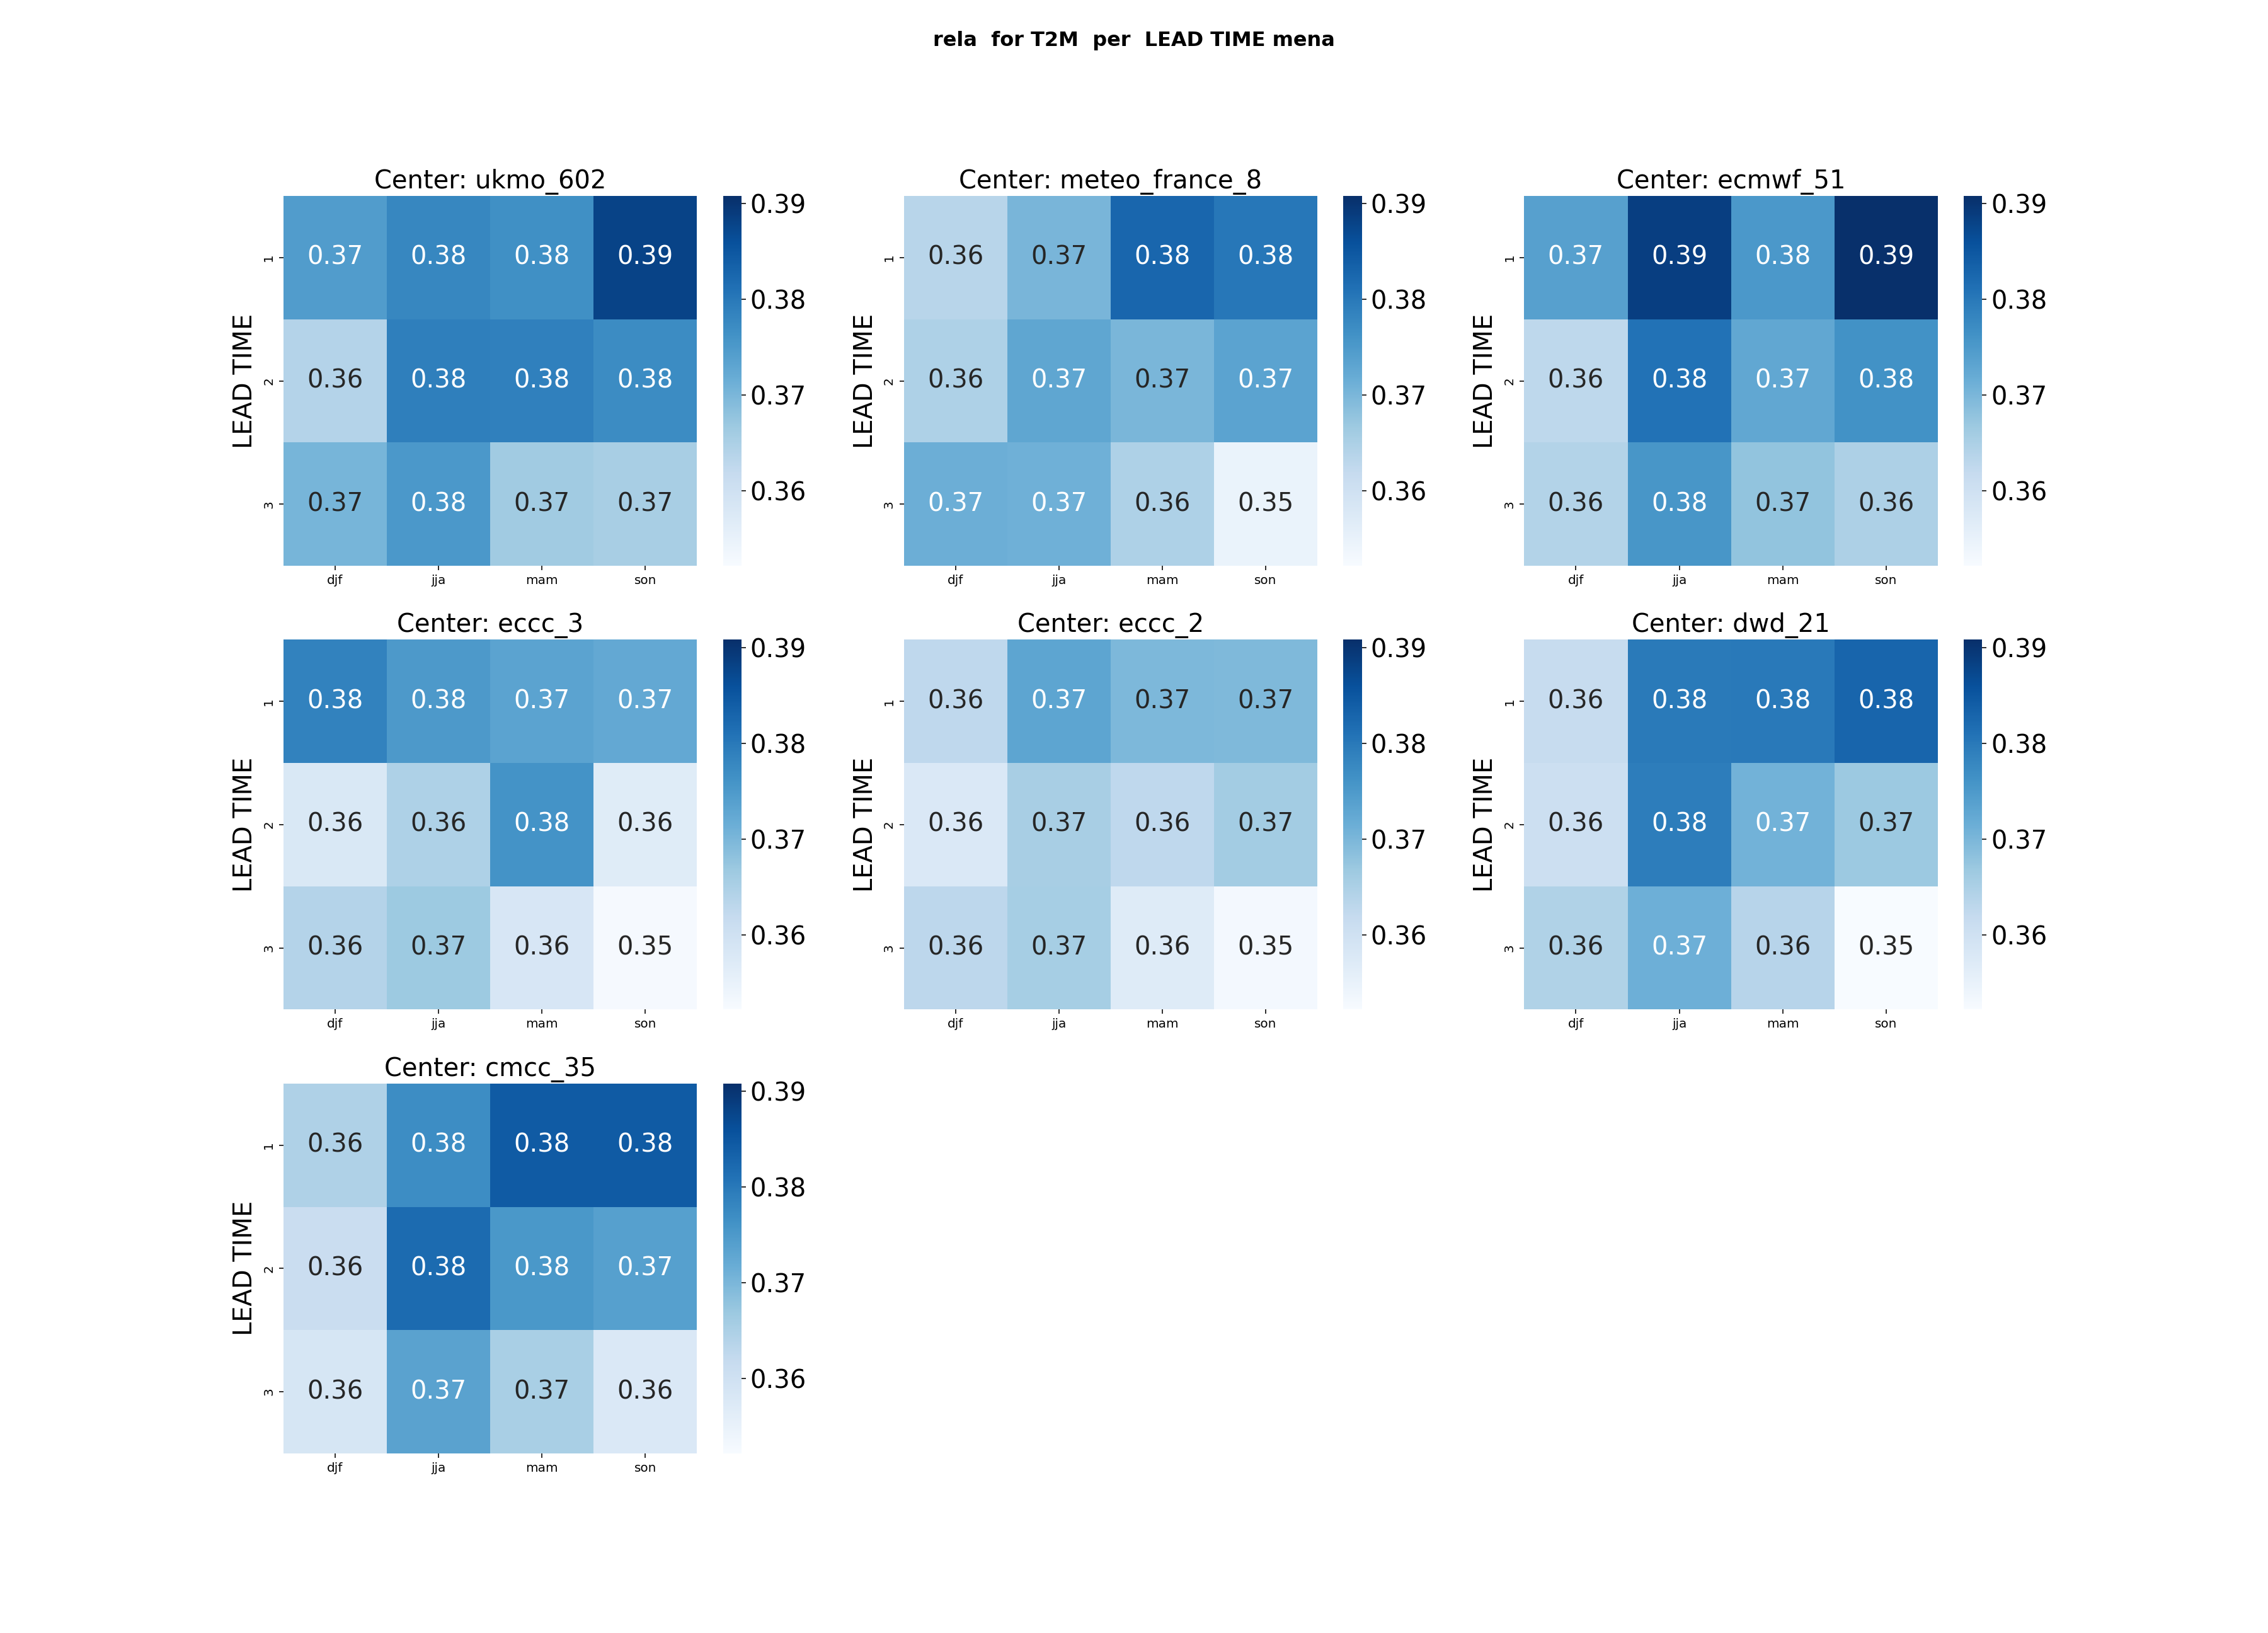 rela  for T2M  per  LEAD TIME mena
Center: ukmo_602
LEAD TIME
1
0.37 0.38 0.38 0.39
2
0.36 0.38 0.38 0.38
3
0.37 0.38 0.37 0.37
djf jja mam son
0.39
0.38
0.37
0.36
Center: meteo_france_8
LEAD TIME
1
0.36 0.37 0.38 0.38
2
0.36 0.37 0.37 0.37
3
0.37 0.37 0.36 0.35
djf jja mam son
0.39
0.38
0.37
0.36
Center: ecmwf_51
LEAD TIME
1
0.37 0.39 0.38 0.39
2
0.36 0.38 0.37 0.38
3
0.36 0.38 0.37 0.36
djf jja mam son
0.39
0.38
0.37
0.36
Center: eccc_3
LEAD TIME
1
0.38 0.38 0.37 0.37
2
0.36 0.36 0.38 0.36
3
0.36 0.37 0.36 0.35
djf jja mam son
0.39
0.38
0.37
0.36
Center: eccc_2
LEAD TIME
1
0.36 0.37 0.37 0.37
2
0.36 0.37 0.36 0.37
3
0.36 0.37 0.36 0.35
djf jja mam son
0.39
0.38
0.37
0.36
Center: dwd_21
LEAD TIME
1
0.36 0.38 0.38 0.38
2
0.36 0.38 0.37 0.37
3
0.36 0.37 0.36 0.35
djf jja mam son
0.39
0.38
0.37
0.36
Center: cmcc_35
LEAD TIME
1
0.36 0.38 0.38 0.38
2
0.36 0.38 0.38 0.37
3
0.36 0.37 0.37 0.36
djf jja mam son
0.39
0.38
0.37
0.36